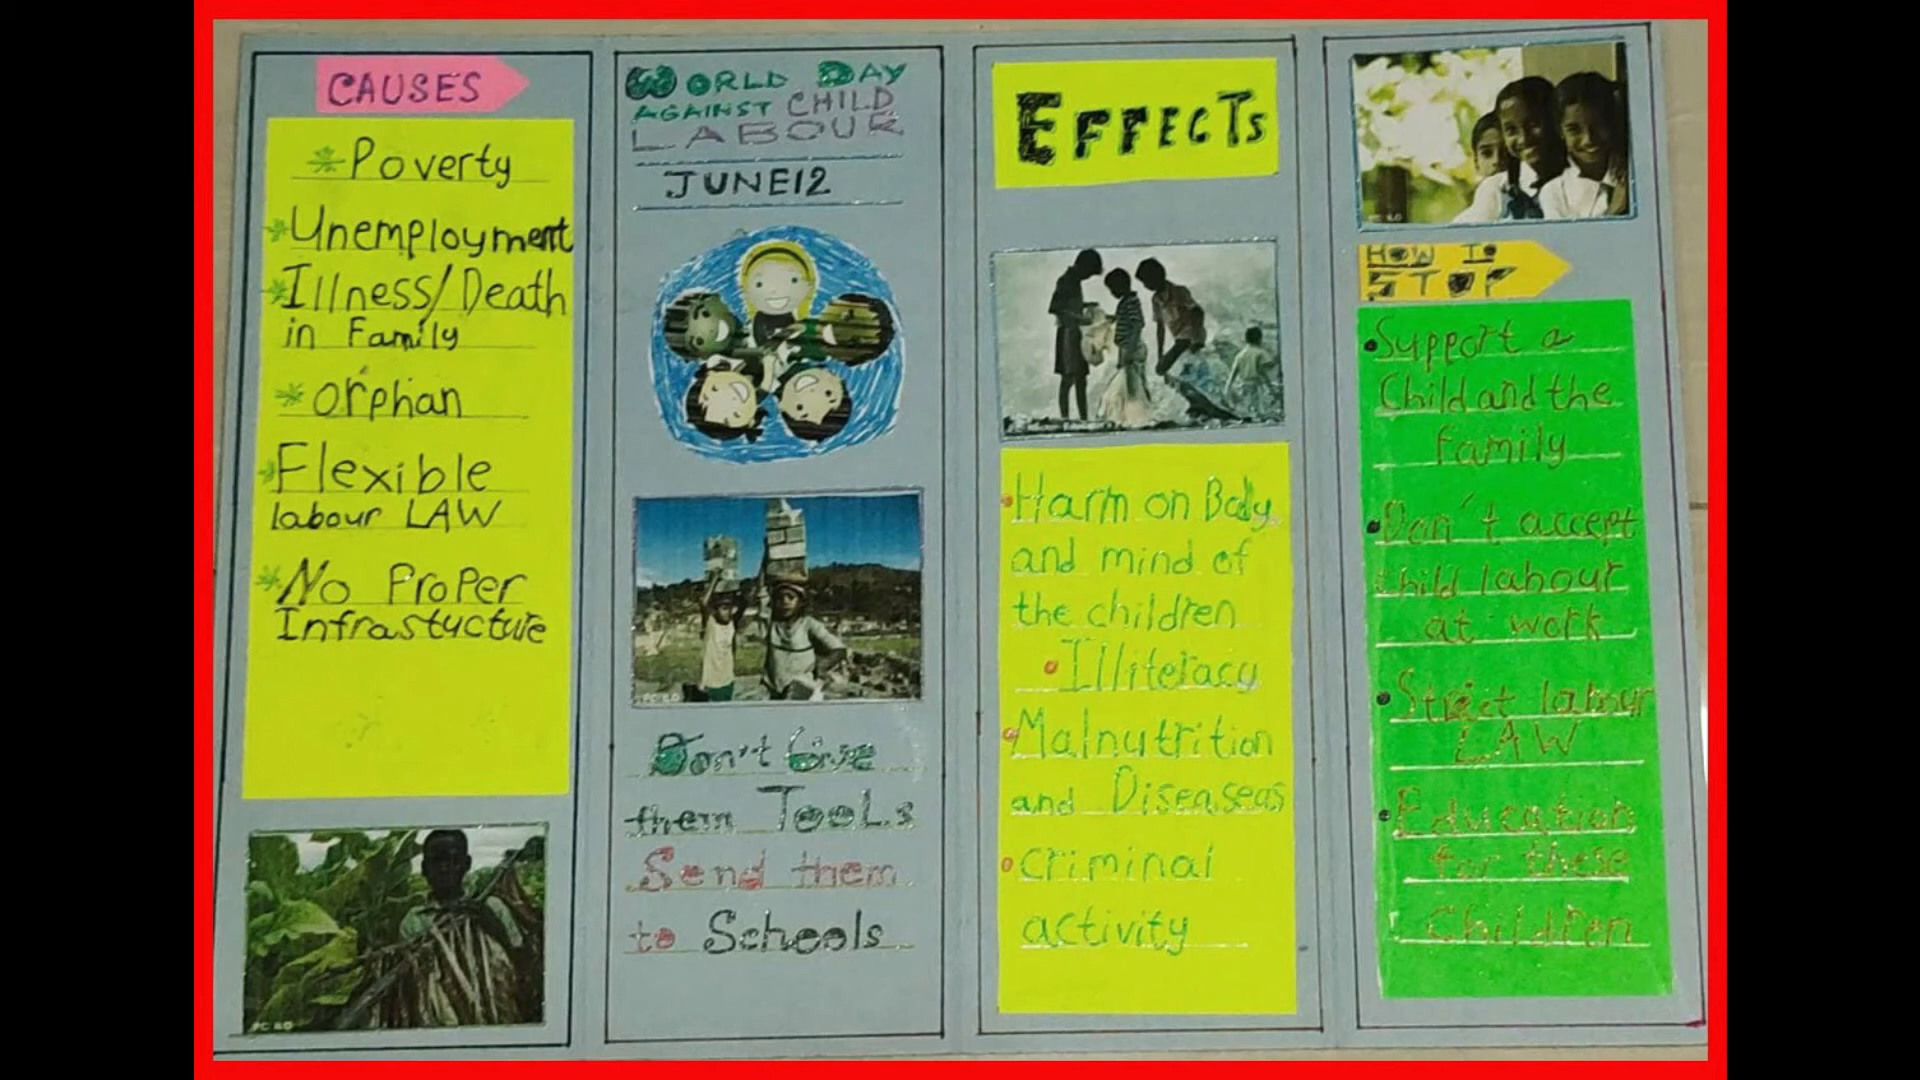 CAUSES
Poverty
Unemployment
Illness/Death
in Family
orphan
Flexible
labour LAW
No Proper
Infrastucture
WORLD DAY
AGAINST CHILD
LABOUR
JUNE12
Don't Give
them TOOLs
Send them
to Schools
EFFECTs
Harm on Body
and mind of
the children
Illiteracy
Malnutrition
and Diseaseas
criminal
activity
HOW TO
STOP
Support a
Child and the
family
Don't accept
child labour
at work
Strict labour
LAW
Education
for these
Children